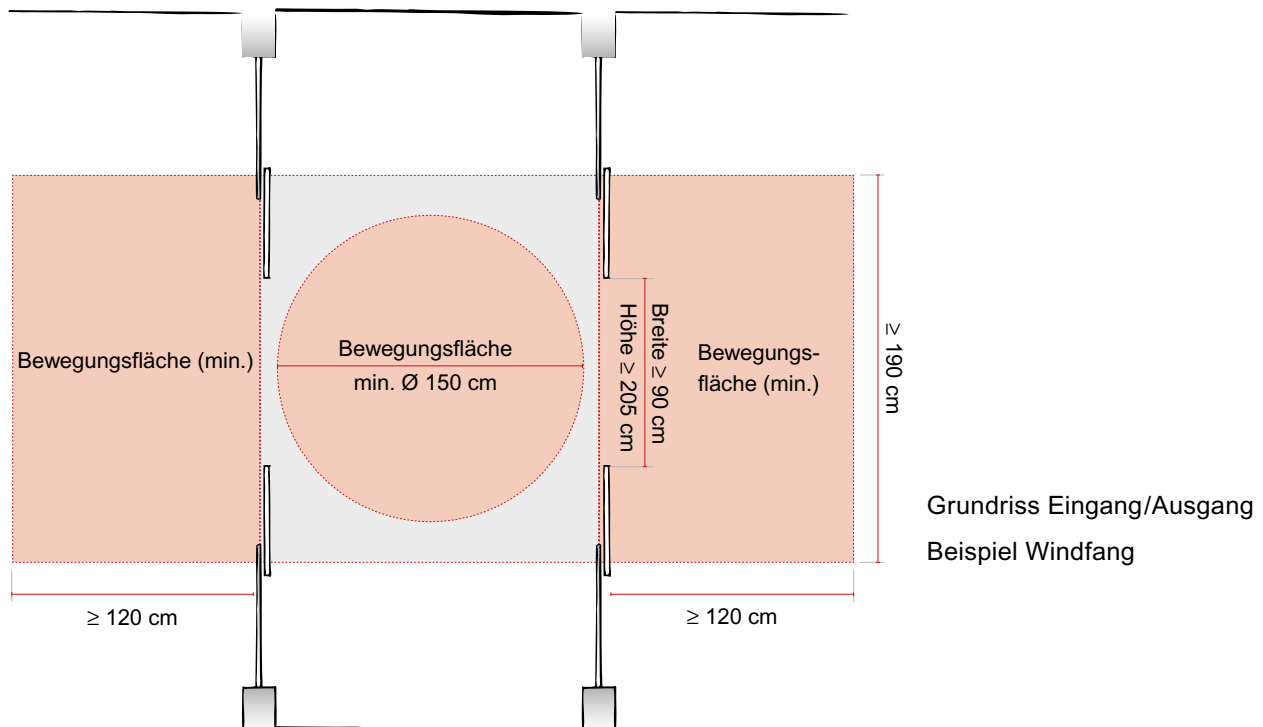 Bewegungsfläche (min.)
Bewegungsfläche
min. Ø 150 cm
Breite ≥ 90 cm
Höhe ≥ 205 cm
Bewegungs-
fläche (min.)
≥ 190 cm
≥ 120 cm
≥ 120 cm
Grundriss Eingang/Ausgang
Beispiel Windfang